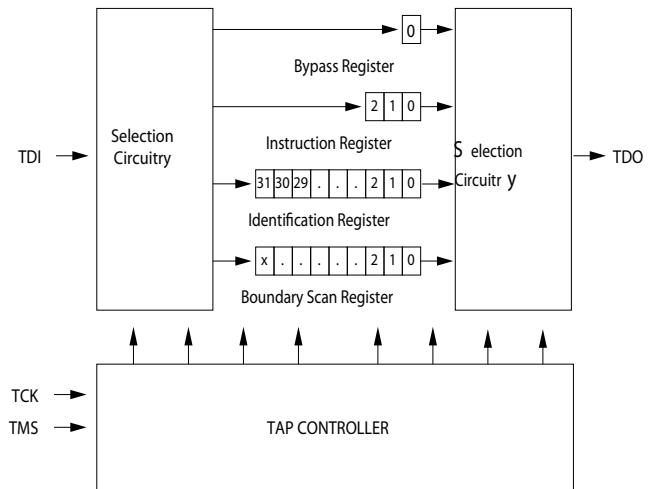 0
Bypass Register
2 1 0
Selection
Circuitry
Instruction Register
TDI
S election
Circuitr y
TDO
31 30 29 . . . 2 1 0
Identification Register
x . . . . . 2 1 0
Boundary Scan Register
TCK
TMS
TAP CONTROLLER